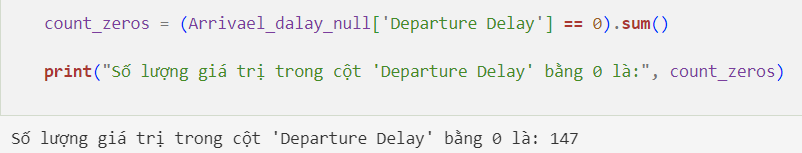 count_zeros = (Arrivael_dalay_null['Departure Delay'] == 0).sum()
print("Số lượng giá trị trong cột 'Departure Delay' bằng 0 là:", count_zeros)
Số lượng giá trị trong cột 'Departure Delay' bằng 0 là: 147